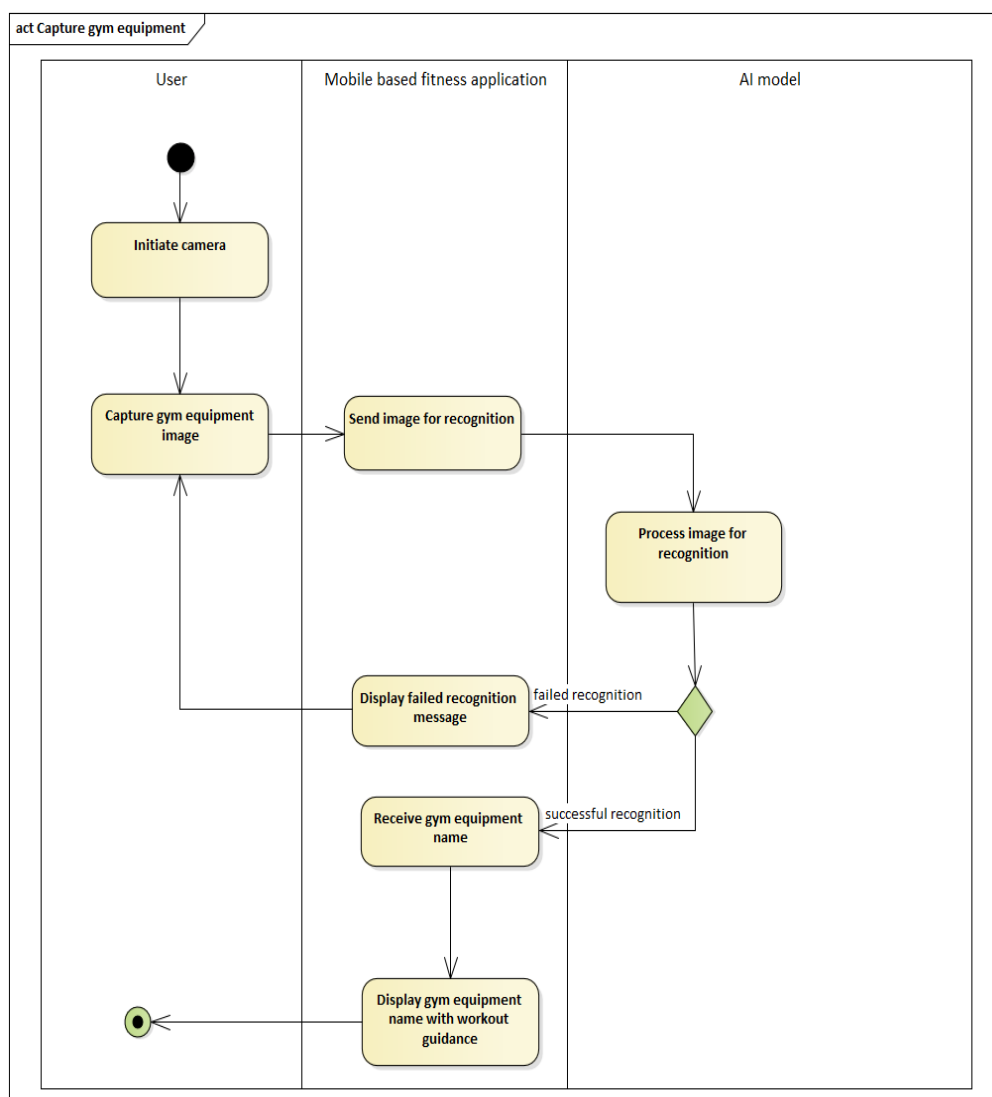 act Capture gym equipment
User
Mobile based fitness application
AI model
Initiate camera
Capture gym equipment
image
Send image for recognition
Process image for
recognition
failed recognition
Display failed recognition
message
successful recognition
Receive gym equipment
name
Display gym equipment
name with workout
guidance